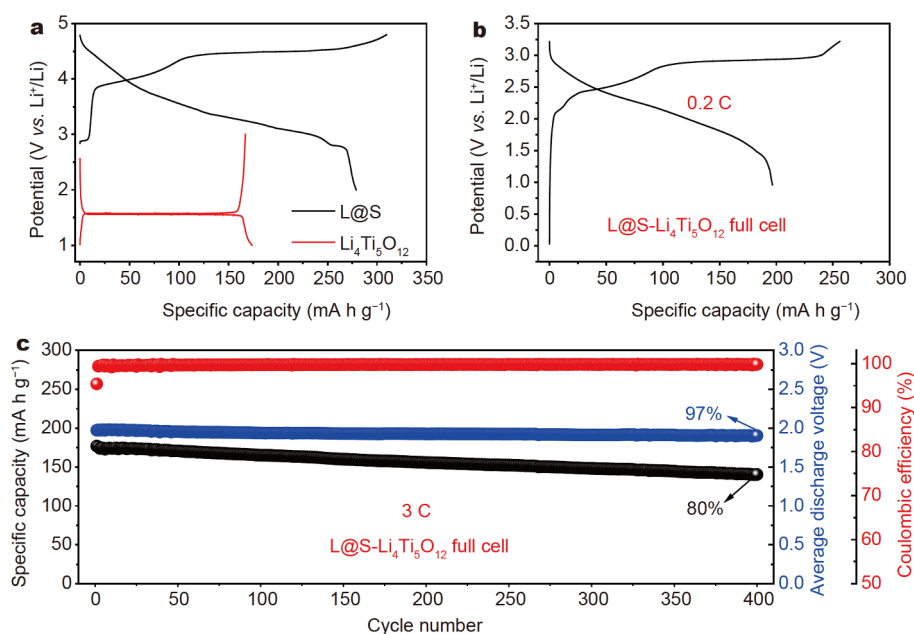 a
5
4
3
2
1
Potential (V vs. Li⁺/Li)
L@S
Li₄Ti₅O₁₂
0 50 100 150 200 250 300 350
Specific capacity (mA h g⁻¹)
b
3.5
3.0
2.5
2.0
1.5
1.0
0.5
0.0
Potential (V vs. Li⁺/Li)
0.2 C
L@S-Li₄Ti₅O₁₂ full cell
0 50 100 150 200 250 300
Specific capacity (mA h g⁻¹)
c
300
250
200
150
100
50
0
Specific capacity (mA h g⁻¹)
97%
80%
3 C
L@S-Li₄Ti₅O₁₂ full cell
0 50 100 150 200 250 300 350 400
Cycle number
3.0
2.5
2.0
1.5
1.0
0.5
0.0
Average discharge voltage (V)
100
95
90
85
80
75
70
65
60
50
Coulombic efficiency (%)